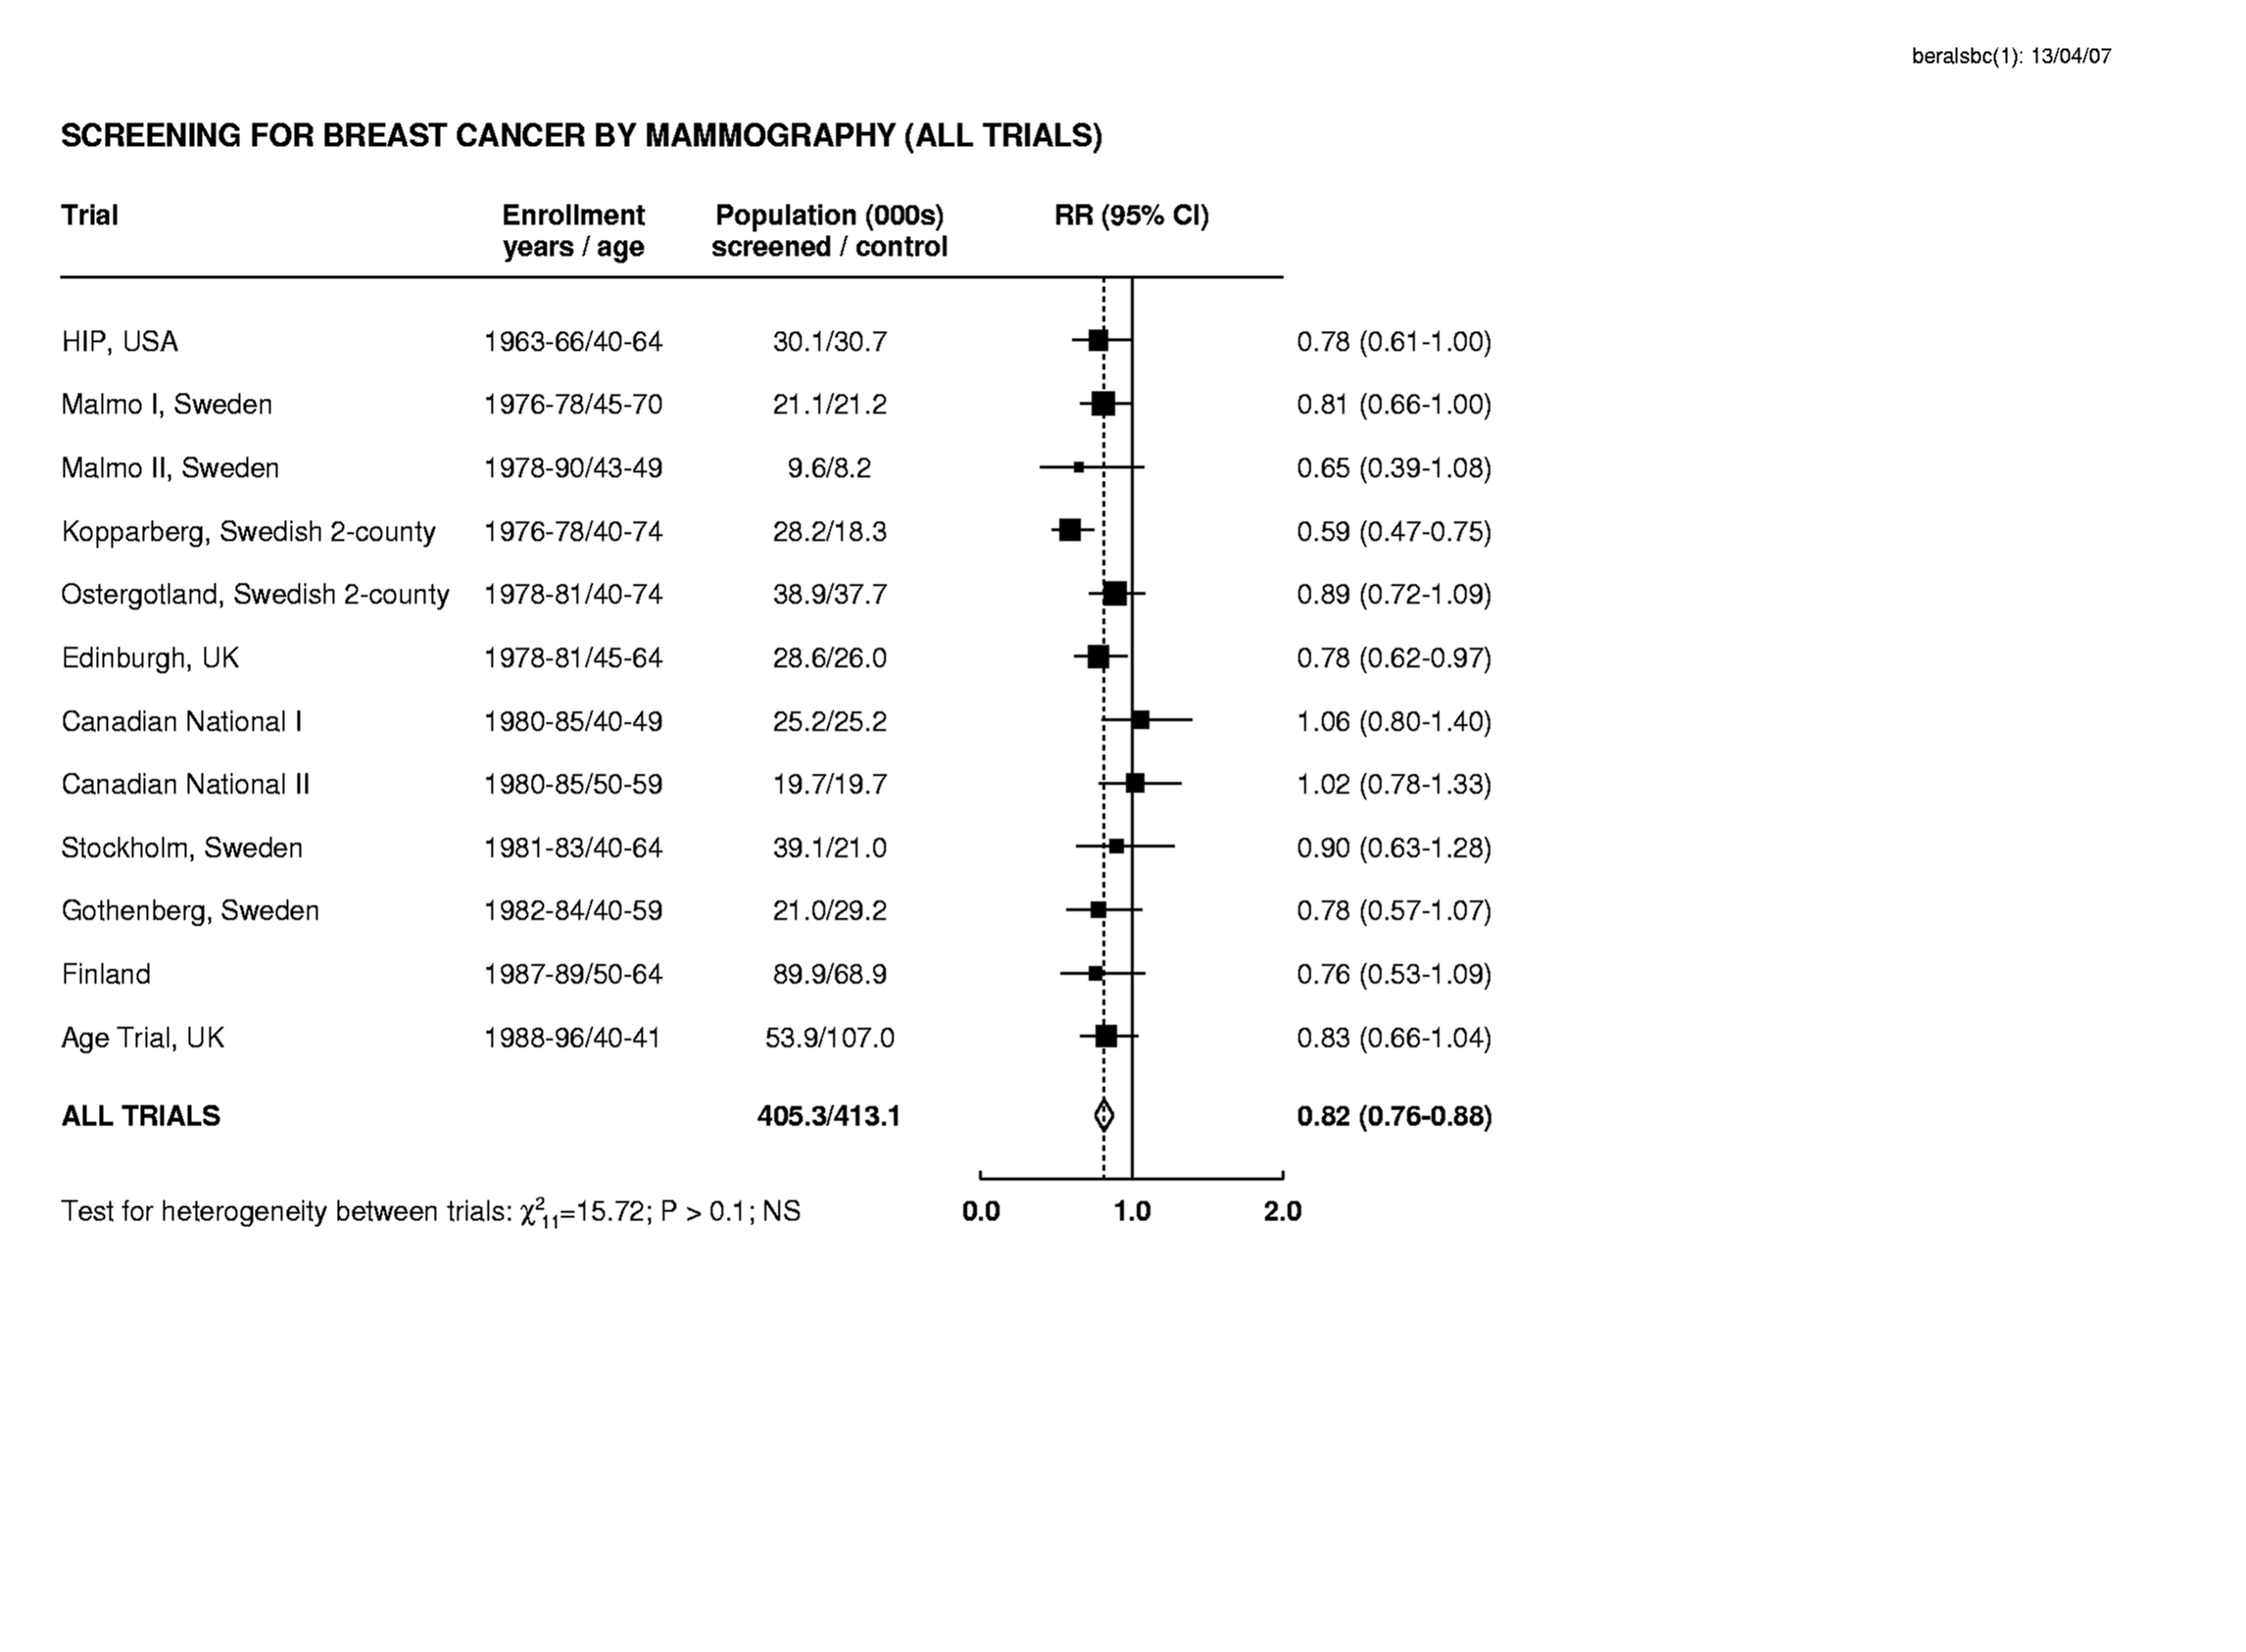 beralsbc(1): 13/04/07
SCREENING FOR BREAST CANCER BY MAMMOGRAPHY (ALL TRIALS)
Trial Enrollment years / age Population (000s) screened / control RR (95% CI)
HIP, USA 1963-66/40-64 30.1/30.7 0.78 (0.61-1.00)
Malmo I, Sweden 1976-78/45-70 21.1/21.2 0.81 (0.66-1.00)
Malmo II, Sweden 1978-90/43-49 9.6/8.2 0.65 (0.39-1.08)
Kopparberg, Swedish 2-county 1976-78/40-74 28.2/18.3 0.59 (0.47-0.75)
Ostergotland, Swedish 2-county 1978-81/40-74 38.9/37.7 0.89 (0.72-1.09)
Edinburgh, UK 1978-81/45-64 28.6/26.0 0.78 (0.62-0.97)
Canadian National I 1980-85/40-49 25.2/25.2 1.06 (0.80-1.40)
Canadian National II 1980-85/50-59 19.7/19.7 1.02 (0.78-1.33)
Stockholm, Sweden 1981-83/40-64 39.1/21.0 0.90 (0.63-1.28)
Gothenberg, Sweden 1982-84/40-59 21.0/29.2 0.78 (0.57-1.07)
Finland 1987-89/50-64 89.9/68.9 0.76 (0.53-1.09)
Age Trial, UK 1988-96/40-41 53.9/107.0 0.83 (0.66-1.04)
ALL TRIALS 405.3/413.1 0.82 (0.76-0.88)
Test for heterogeneity between trials: χ²₁₁=15.72; P > 0.1; NS 0.0 1.0 2.0